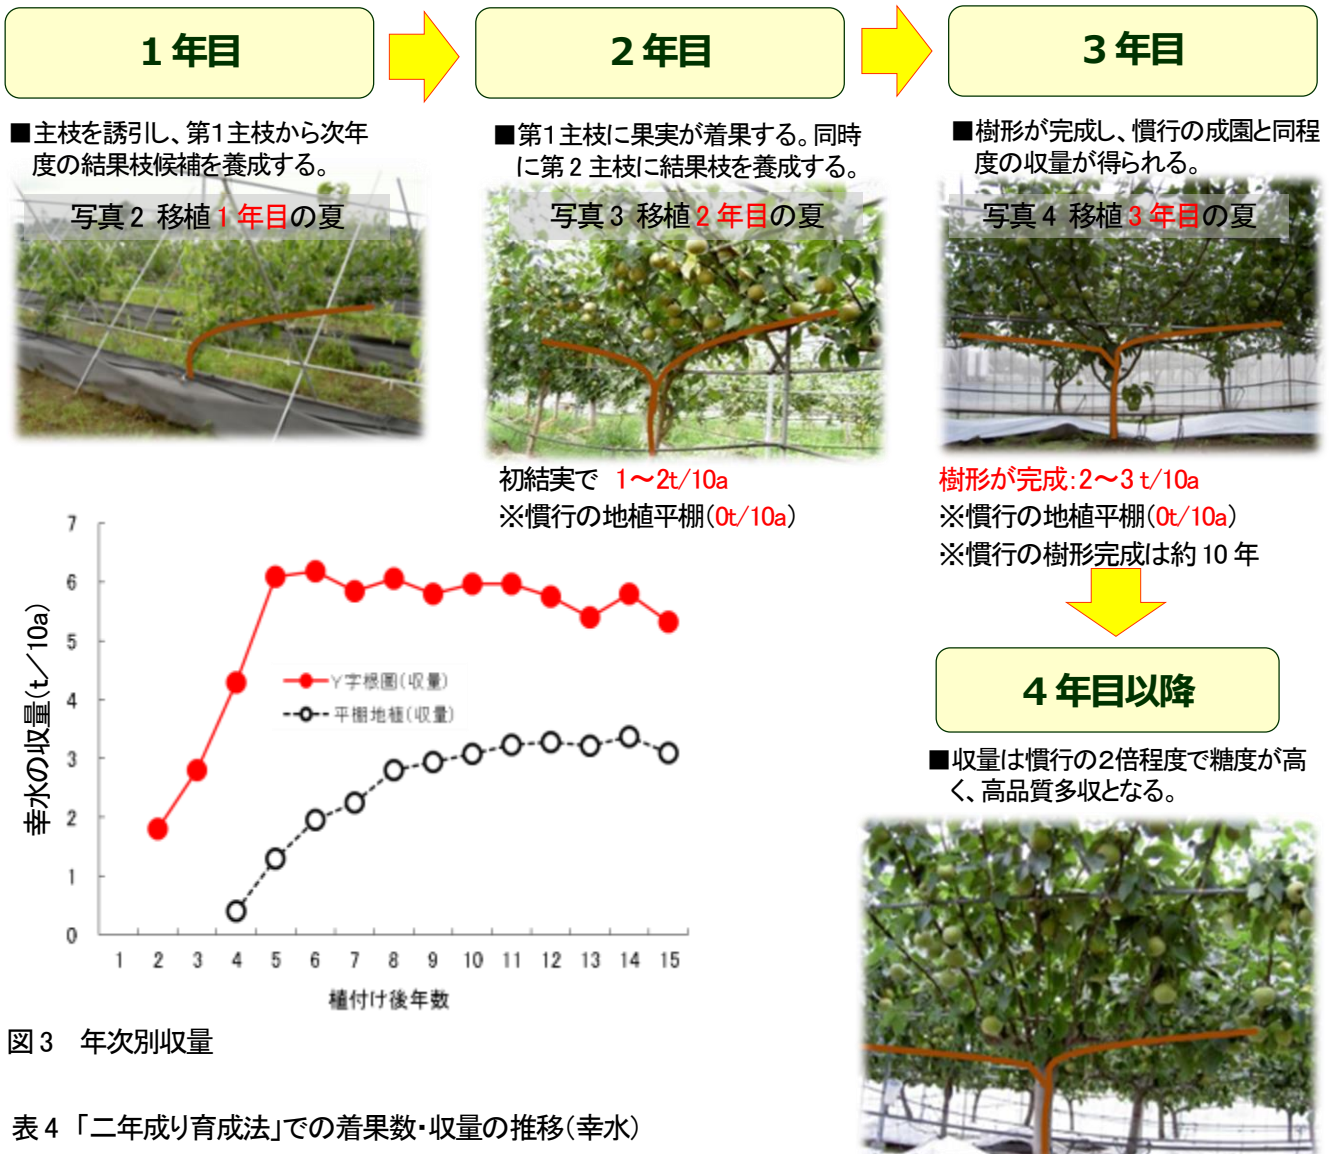 1年目
■主枝を誘引し、第1主枝から次年
度の結果枝候補を養成する。
写真2 移植1年目の夏
2年目
■第1主枝に果実が着果する。同時
に第2主枝に結果枝を養成する。
写真3 移植2年目の夏
初結実で 1～2t/10a
※慣行の地植平棚(0t/10a)
3年目
■樹形が完成し、慣行の成園と同程
度の収量が得られる。
写真4 移植3年目の夏
樹形が完成:2～3t/10a
※慣行の地植平棚(0t/10a)
※慣行の樹形完成は約10年
4年目以降
■収量は慣行の2倍程度で糖度が高
く、高品質多収となる。
幸水の収量(t/10a)
7
6
5
4
3
2
1
0
Y字根圏(収量)
平棚地植(収量)
1 2 3 4 5 6 7 8 9 10 11 12 13 14 15
植付け後年数
図3 年次別収量
表4 「二年成り育成法」での着果数・収量の推移(幸水)